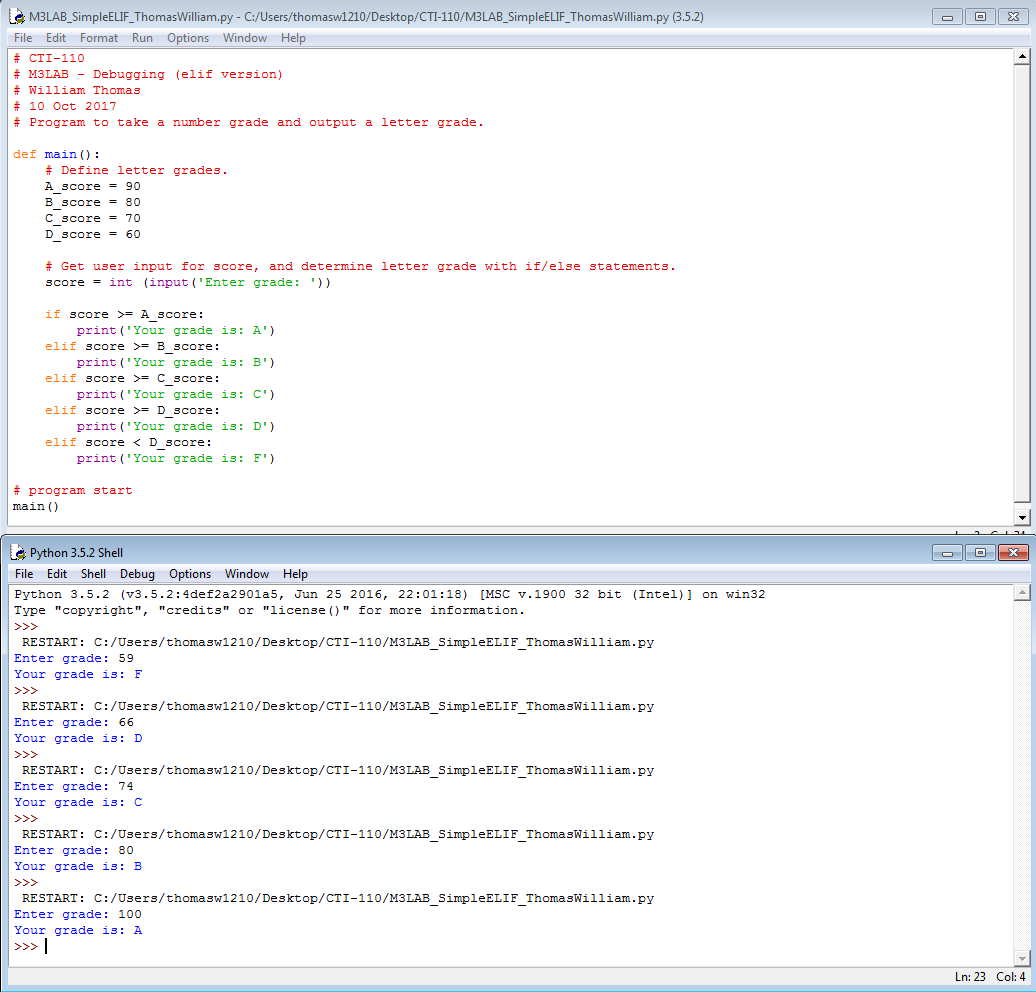 M3LAB_SimpleELIF_ThomasWilliam.py - C:/Users/thomasw1210/Desktop/CTI-110/M3LAB_SimpleELIF_ThomasWilliam.py (3.5.2)
File Edit Format Run Options Window Help
# CTI-110
# M3LAB - Debugging (elif version)
# William Thomas
# 10 Oct 2017
# Program to take a number grade and output a letter grade.
def main():
    # Define letter grades.
    A_score = 90
    B_score = 80
    C_score = 70
    D_score = 60
    # Get user input for score, and determine letter grade with if/else statements.
    score = int (input('Enter grade: '))
    if score >= A_score:
        print('Your grade is: A')
    elif score >= B_score:
        print('Your grade is: B')
    elif score >= C_score:
        print('Your grade is: C')
    elif score >= D_score:
        print('Your grade is: D')
    elif score < D_score:
        print('Your grade is: F')
# program start
main()
Python 3.5.2 Shell
File Edit Shell Debug Options Window Help
Python 3.5.2 (v3.5.2:4def2a2901a5, Jun 25 2016, 22:01:18) [MSC v.1900 32 bit (Intel)] on win32
Type "copyright", "credits" or "license()" for more information.
>>>
 RESTART: C:/Users/thomasw1210/Desktop/CTI-110/M3LAB_SimpleELIF_ThomasWilliam.py
Enter grade: 59
Your grade is: F
>>>
 RESTART: C:/Users/thomasw1210/Desktop/CTI-110/M3LAB_SimpleELIF_ThomasWilliam.py
Enter grade: 66
Your grade is: D
>>>
 RESTART: C:/Users/thomasw1210/Desktop/CTI-110/M3LAB_SimpleELIF_ThomasWilliam.py
Enter grade: 74
Your grade is: C
>>>
 RESTART: C:/Users/thomasw1210/Desktop/CTI-110/M3LAB_SimpleELIF_ThomasWilliam.py
Enter grade: 80
Your grade is: B
>>>
 RESTART: C:/Users/thomasw1210/Desktop/CTI-110/M3LAB_SimpleELIF_ThomasWilliam.py
Enter grade: 100
Your grade is: A
>>>
Ln: 23 Col: 4